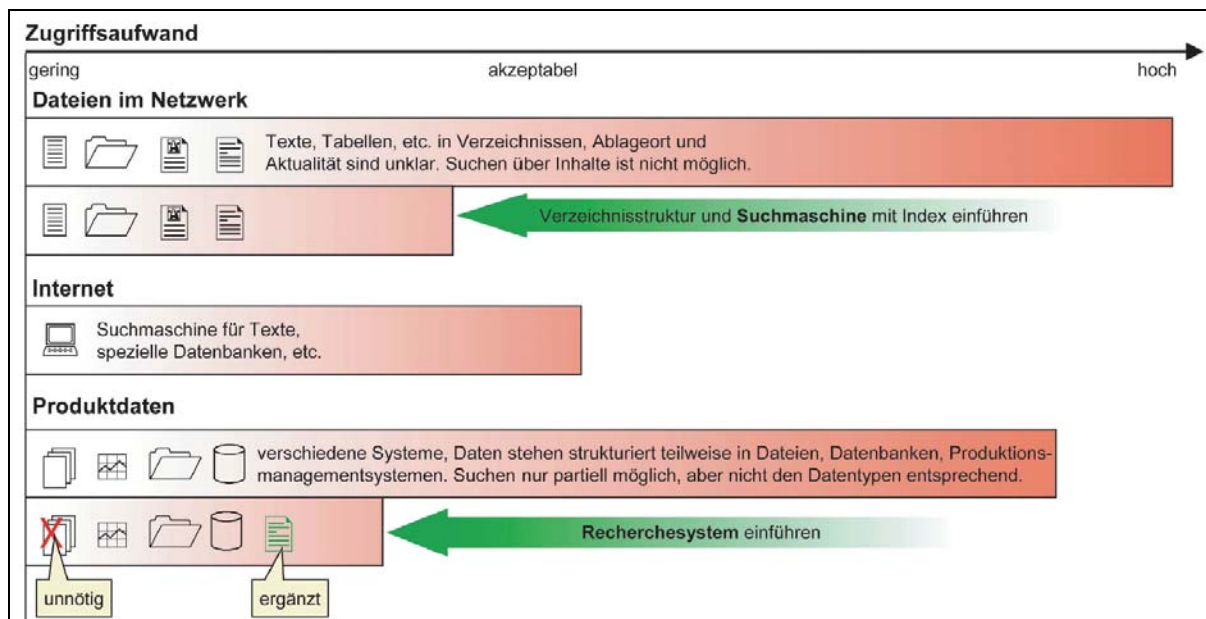 Zugriffsaufwand
gering akzeptabel hoch
Dateien im Netzwerk
Texte, Tabellen, etc. in Verzeichnissen, Ablageort und
Aktualität sind unklar. Suchen über Inhalte ist nicht möglich.
Verzeichnisstruktur und Suchmaschine mit Index einführen
Internet
Suchmaschine für Texte,
spezielle Datenbanken, etc.
Produktdaten
verschiedene Systeme, Daten stehen strukturiert teilweise in Dateien, Datenbanken, Produktions-
managementsystemen. Suchen nur partiell möglich, aber nicht den Datentypen entsprechend.
Recherchesystem einführen
unnötig ergänzt